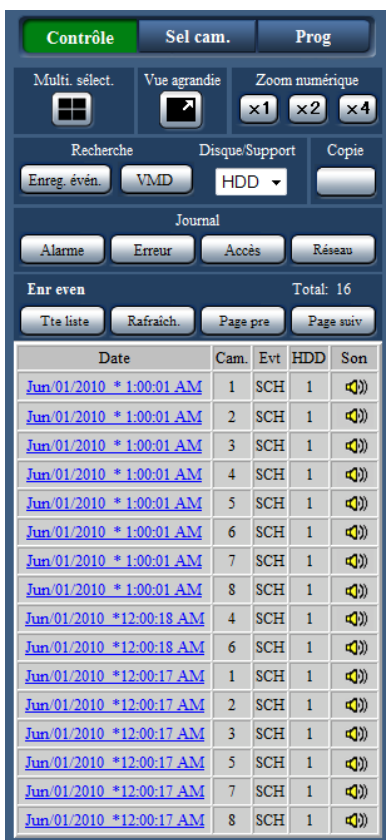 Contrôle Sel cam. Prog
Multi. sélect. Vue agrandie Zoom numérique
×1 ×2 ×4
Recherche Disque/Support Copie
Enreg. évén. VMD HDD
Journal
Alarme Erreur Accès Réseau
Enr even Total: 16
Tte liste Rafraîch. Page pre Page suiv
Date Cam. Evt HDD Son
Jun/01/2010 * 1:00:01 AM 1 SCH 1
Jun/01/2010 * 1:00:01 AM 2 SCH 1
Jun/01/2010 * 1:00:01 AM 3 SCH 1
Jun/01/2010 * 1:00:01 AM 4 SCH 1
Jun/01/2010 * 1:00:01 AM 5 SCH 1
Jun/01/2010 * 1:00:01 AM 6 SCH 1
Jun/01/2010 * 1:00:01 AM 7 SCH 1
Jun/01/2010 * 1:00:01 AM 8 SCH 1
Jun/01/2010 *12:00:18 AM 4 SCH 1
Jun/01/2010 *12:00:18 AM 6 SCH 1
Jun/01/2010 *12:00:17 AM 1 SCH 1
Jun/01/2010 *12:00:17 AM 2 SCH 1
Jun/01/2010 *12:00:17 AM 3 SCH 1
Jun/01/2010 *12:00:17 AM 5 SCH 1
Jun/01/2010 *12:00:17 AM 7 SCH 1
Jun/01/2010 *12:00:17 AM 8 SCH 1